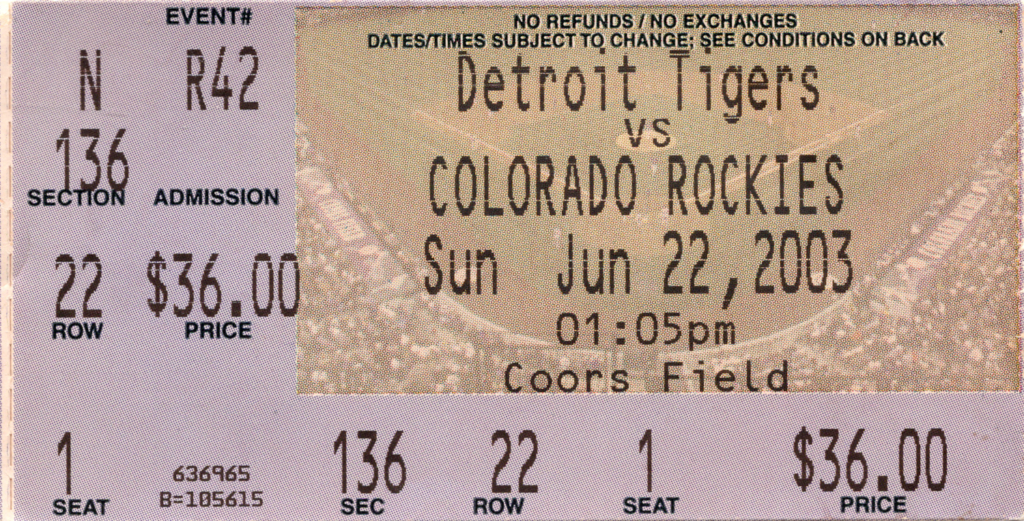 EVENT#
N R42
136
SECTION ADMISSION
22 $36.00
ROW PRICE
NO REFUNDS / NO EXCHANGES
DATES/TIMES SUBJECT TO CHANGE; SEE CONDITIONS ON BACK
Detroit Tigers
vs
COLORADO ROCKIES
Sun Jun 22, 2003
01:05pm
Coors Field
1 636965 136 22 1 $36.00
SEAT B=105615 SEC ROW SEAT PRICE